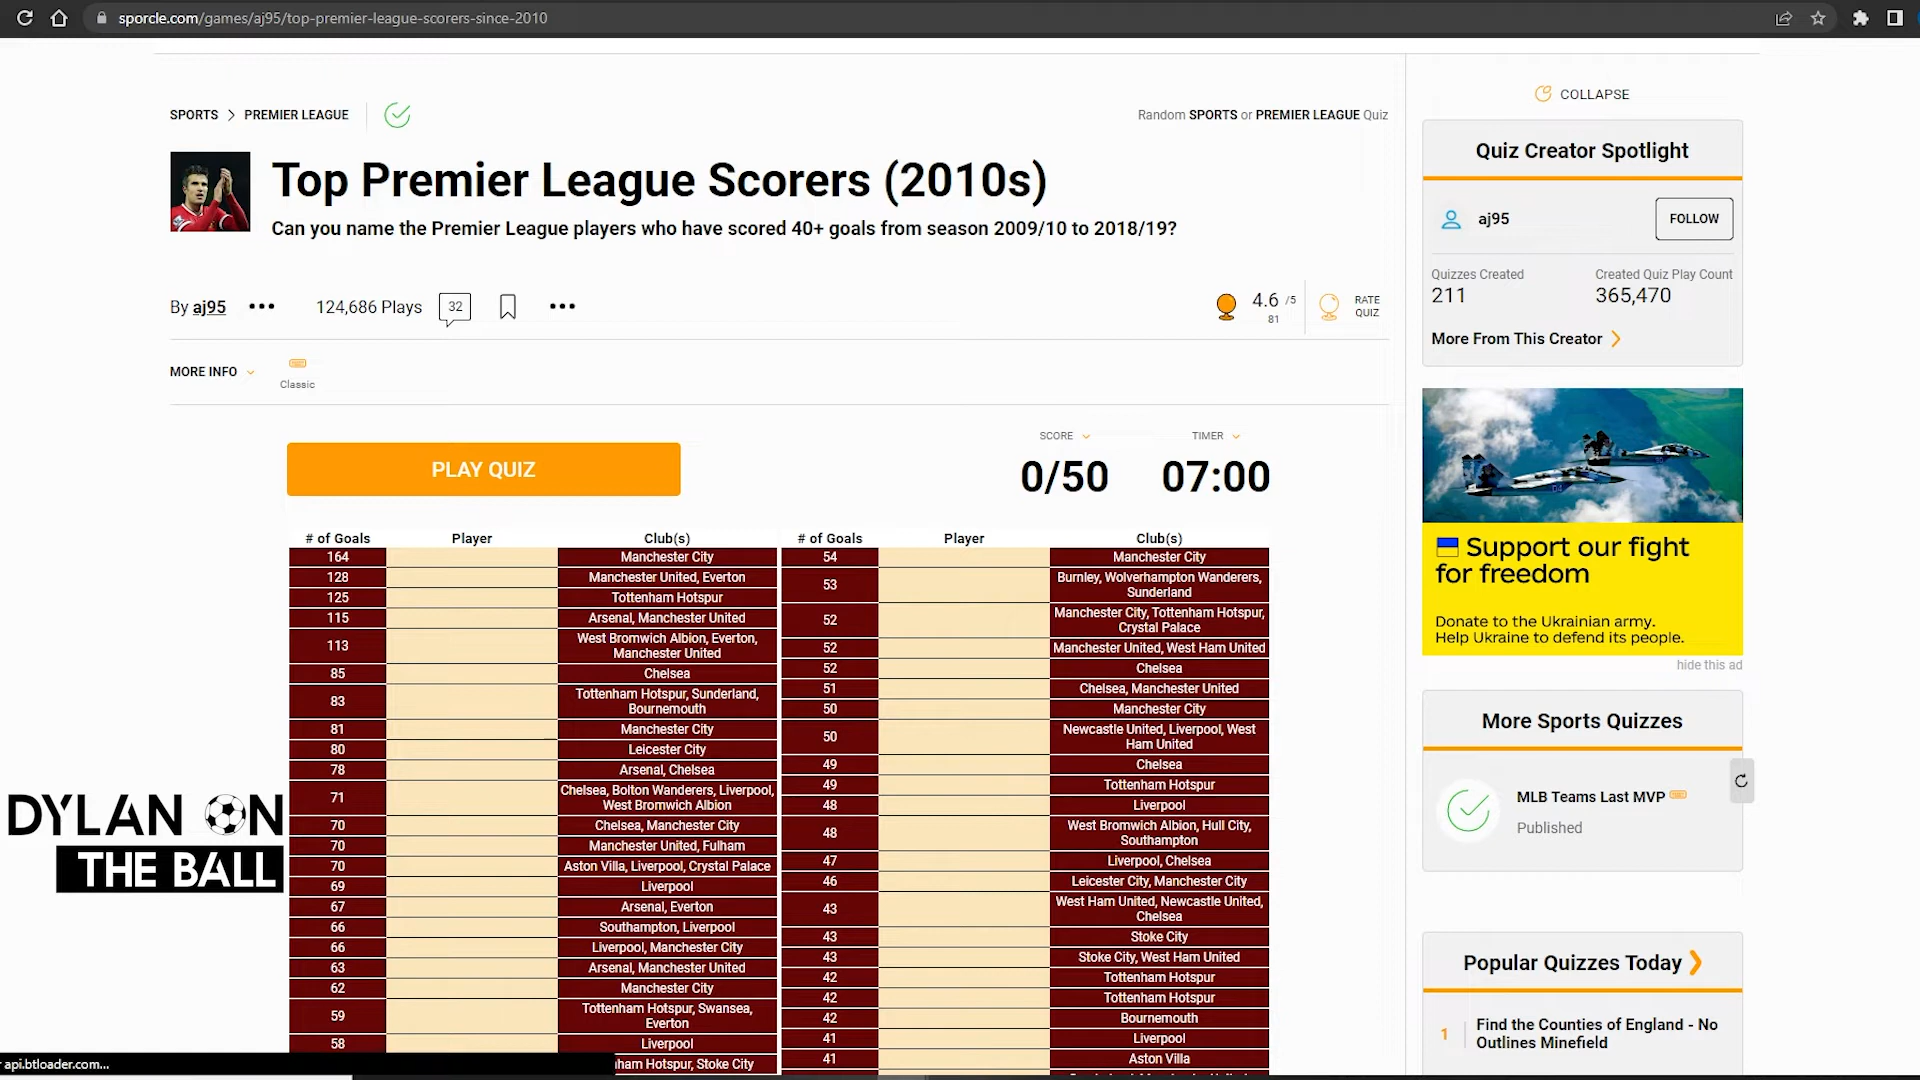 sporcle.com/games/aj95/top-premier-league-scorers-since-2010
COLLAPSE
SPORTS > PREMIER LEAGUE
Random SPORTS or PREMIER LEAGUE Quiz
Top Premier League Scorers (2010s)
Can you name the Premier League players who have scored 40+ goals from season 2009/10 to 2018/19?
By aj95 ••• 124,686 Plays 32 •••
4.6 /5
81
RATE
QUIZ
MORE INFO
Classic
PLAY QUIZ
SCORE
0/50
TIMER
07:00
# of Goals Player Club(s)
164 Manchester City
128 Manchester United, Everton
125 Tottenham Hotspur
115 Arsenal, Manchester United
113 West Bromwich Albion, Everton,
Manchester United
85 Chelsea
83 Tottenham Hotspur, Sunderland,
Bournemouth
81 Manchester City
80 Leicester City
78 Arsenal, Chelsea
71 Chelsea, Bolton Wanderers, Liverpool,
West Bromwich Albion
70 Chelsea, Manchester City
70 Manchester United, Fulham
70 Aston Villa, Liverpool, Crystal Palace
69 Liverpool
67 Arsenal, Everton
66 Southampton, Liverpool
66 Liverpool, Manchester City
63 Arsenal, Manchester United
62 Manchester City
59 Tottenham Hotspur, Swansea,
Everton
58 Liverpool
ham Hotspur, Stoke City
# of Goals Player Club(s)
54 Manchester City
53 Burnley, Wolverhampton Wanderers,
Sunderland
52 Manchester City, Tottenham Hotspur,
Crystal Palace
52 Manchester United, West Ham United
52 Chelsea
51 Chelsea, Manchester United
50 Manchester City
50 Newcastle United, Liverpool, West
Ham United
49 Chelsea
49 Tottenham Hotspur
48 Liverpool
48 West Bromwich Albion, Hull City,
Southampton
47 Liverpool, Chelsea
46 Leicester City, Manchester City
43 West Ham United, Newcastle United,
Chelsea
43 Stoke City
43 Stoke City, West Ham United
42 Tottenham Hotspur
42 Tottenham Hotspur
42 Bournemouth
41 Liverpool
41 Aston Villa
Quiz Creator Spotlight
aj95
FOLLOW
Quizzes Created
211
Created Quiz Play Count
365,470
More From This Creator
Support our fight
for freedom
Donate to the Ukrainian army.
Help Ukraine to defend its people.
hide this ad
More Sports Quizzes
MLB Teams Last MVP
Published
Popular Quizzes Today
1 Find the Counties of England - No
Outlines Minefield
DYLAN ON
THE BALL
api.btloader.com...